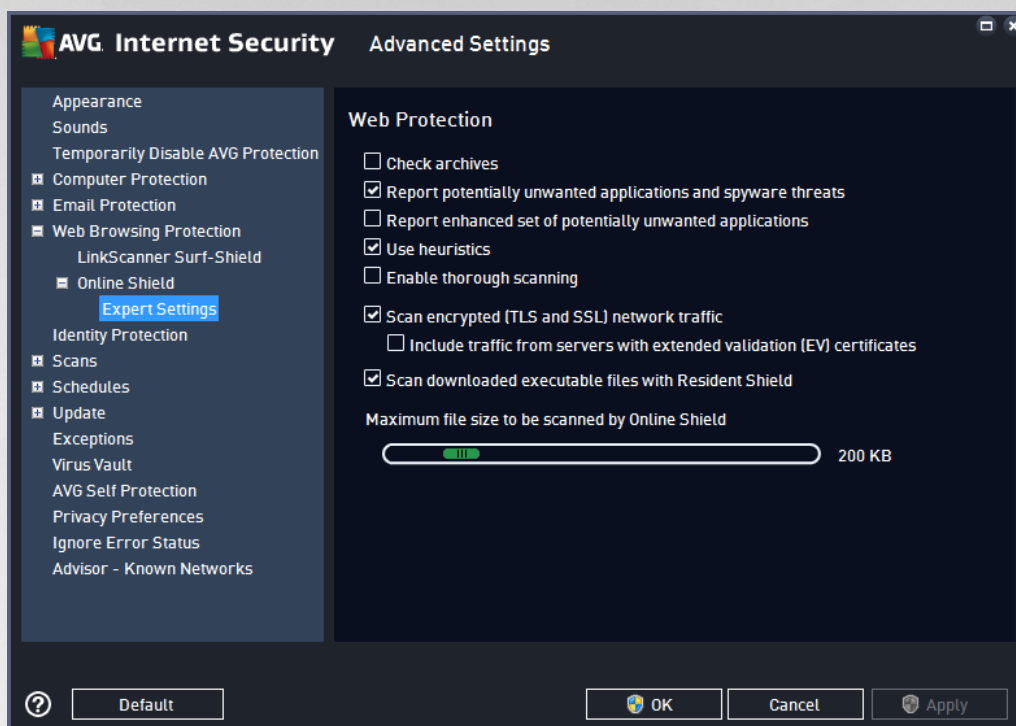 AVG Internet Security Advanced Settings
Appearance
Sounds
Temporarily Disable AVG Protection
Computer Protection
Email Protection
Web Browsing Protection
LinkScanner Surf-Shield
Online Shield
Expert Settings
Identity Protection
Scans
Schedules
Update
Exceptions
Virus Vault
AVG Self Protection
Privacy Preferences
Ignore Error Status
Advisor - Known Networks
Web Protection
Check archives
Report potentially unwanted applications and spyware threats
Report enhanced set of potentially unwanted applications
Use heuristics
Enable thorough scanning
Scan encrypted (TLS and SSL) network traffic
Include traffic from servers with extended validation (EV) certificates
Scan downloaded executable files with Resident Shield
Maximum file size to be scanned by Online Shield
200 KB
? Default OK Cancel Apply